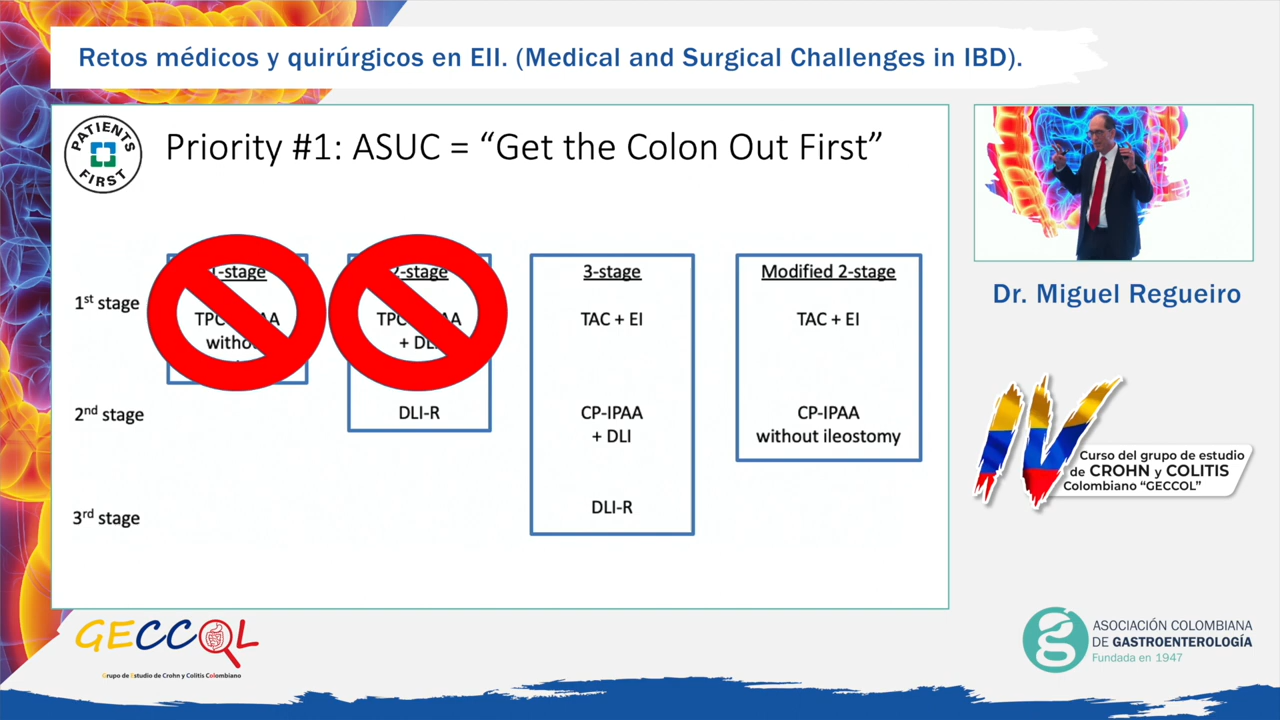 Retos médicos y quirúrgicos en EII. (Medical and Surgical Challenges in IBD).
PATIENTS FIRST
Priority #1: ASUC = “Get the Colon Out First”
1st stage
2nd stage
3rd stage
-stage
+ DL
DLI-R
2-stage
3-stage
TAC + EI
CP-IPAA
+ DLI
DLI-R
Modified 2-stage
TAC + EI
CP-IPAA
without ileostomy
Dr. Miguel Regueiro
IV
Curso del grupo de estudio
de CROHN y COLITIS
Colombiano “GECCOL”
GECCOL
Grupo de Estudio de Crohn y Colitis Colombiano
ASOCIACIÓN COLOMBIANA
DE GASTROENTEROLOGÍA
Fundada en 1947